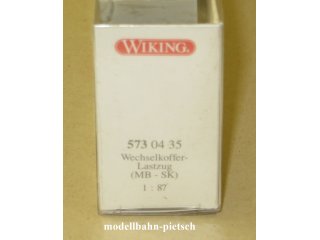 WIKING
573 04 35
Wechselkoffer-
Lastzug
(MB - SK)
1 : 87
modellbahn-pietsch